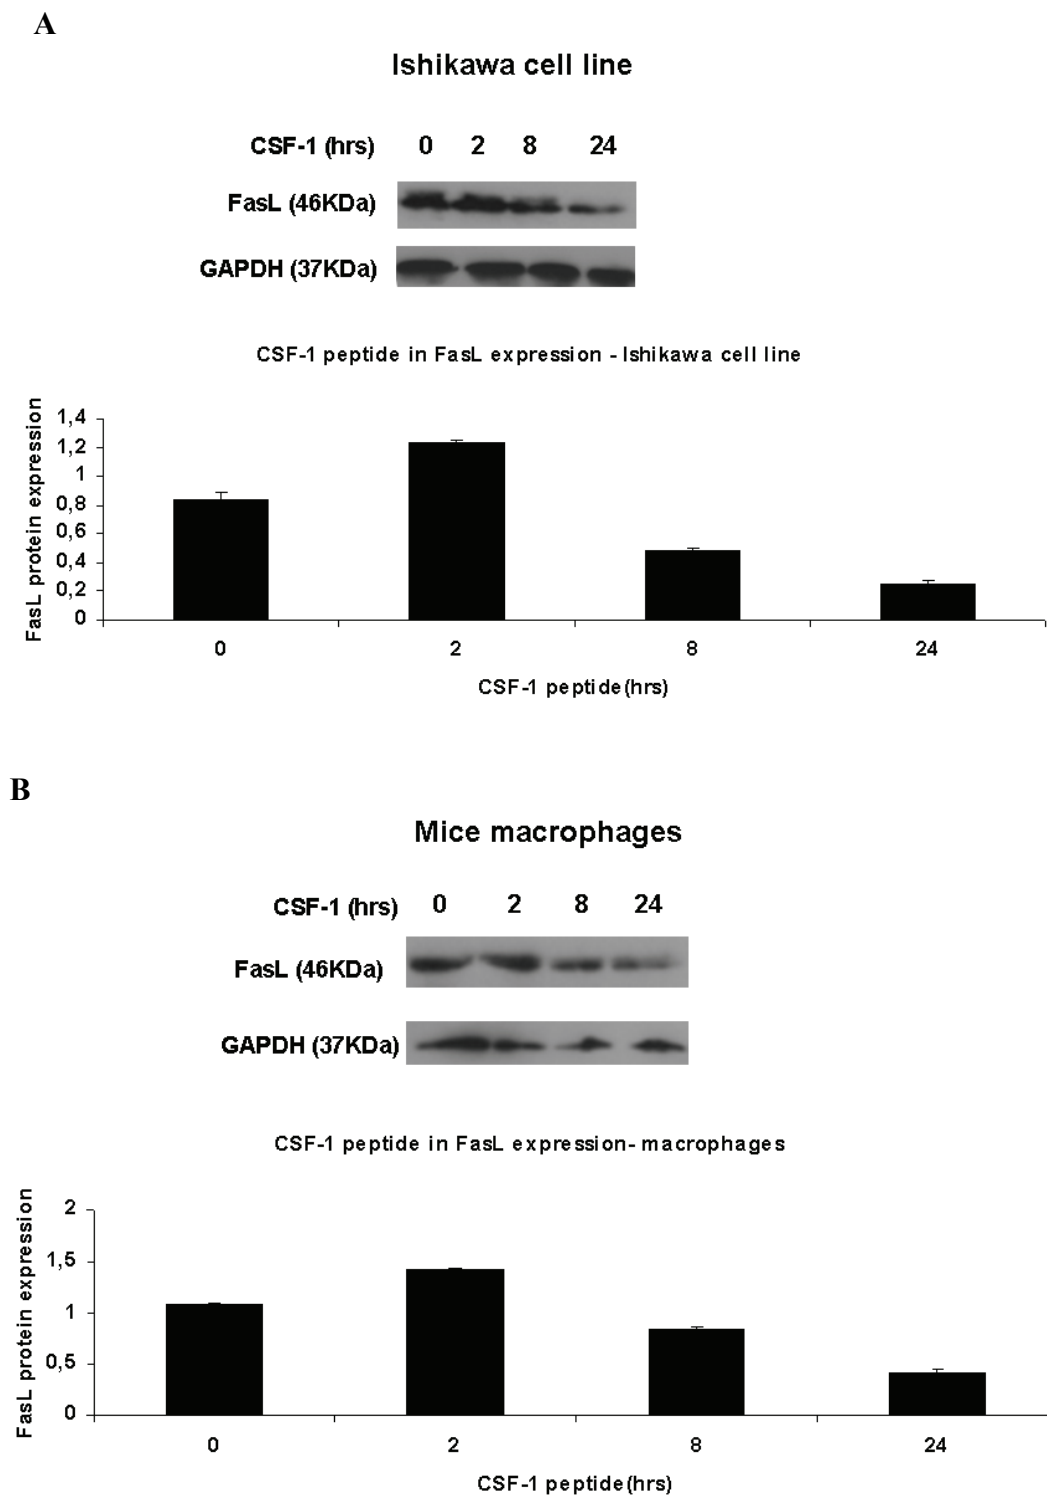 A
Ishikawa cell line
CSF-1 (hrs) 0 2 8 24
FasL (46KDa)
GAPDH (37KDa)
CSF-1 peptide in FasL expression - Ishikawa cell line
FasL protein expression
1,4
1,2
1
0,8
0,6
0,4
0,2
0
0 2 8 24
CSF-1 peptide(hrs)
B
Mice macrophages
CSF-1 (hrs) 0 2 8 24
FasL (46KDa)
GAPDH (37KDa)
CSF-1 peptide in FasL expression- macrophages
FasL protein expression
2
1,5
1
0,5
0
0 2 8 24
CSF-1 peptide(hrs)